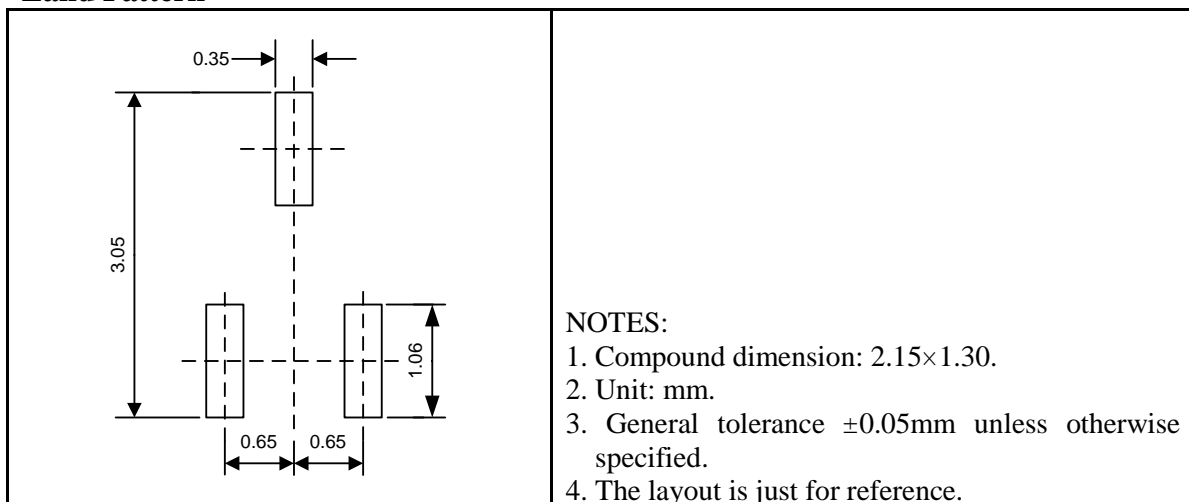 Land Pattern
0.35
3.05
1.06
0.65 0.65
NOTES:
1. Compound dimension: 2.15×1.30.
2. Unit: mm.
3. General tolerance ±0.05mm unless otherwise
specified.
4. The layout is just for reference.